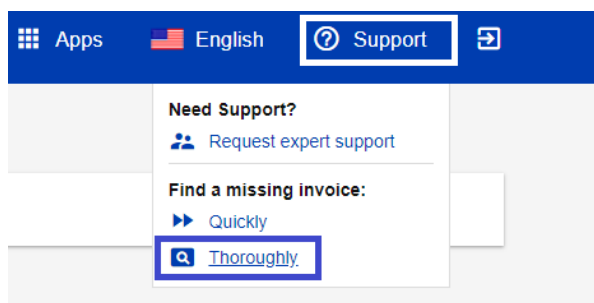 Apps English Support
Need Support?
Request expert support
Find a missing invoice:
Quickly
Thoroughly